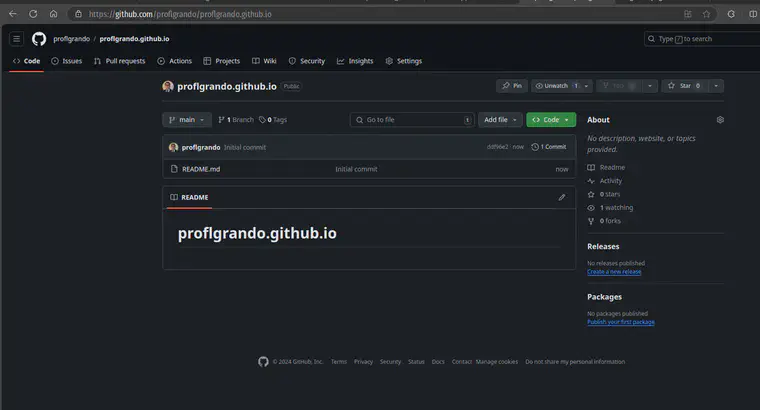 https://github.com/proflgrando/proflgrando.github.io
proflgrando / proflgrando.github.io
Type / to search
Code Issues Pull requests Actions Projects Wiki Security Insights Settings
proflgrando.github.io Public
Pin Unwatch 1 Star 0
main 1 Branch 0 Tags Go to file t Add file Code
proflgrando Initial commit ddf96e2 · now 1 Commit
README.md Initial commit now
README
proflgrando.github.io
About
No description, website, or topics
provided.
Readme
Activity
0 stars
1 watching
0 forks
Releases
No releases published
Create a new release
Packages
No packages published
Publish your first package
© 2024 GitHub, Inc. Terms Privacy Security Status Docs Contact Manage cookies Do not share my personal information